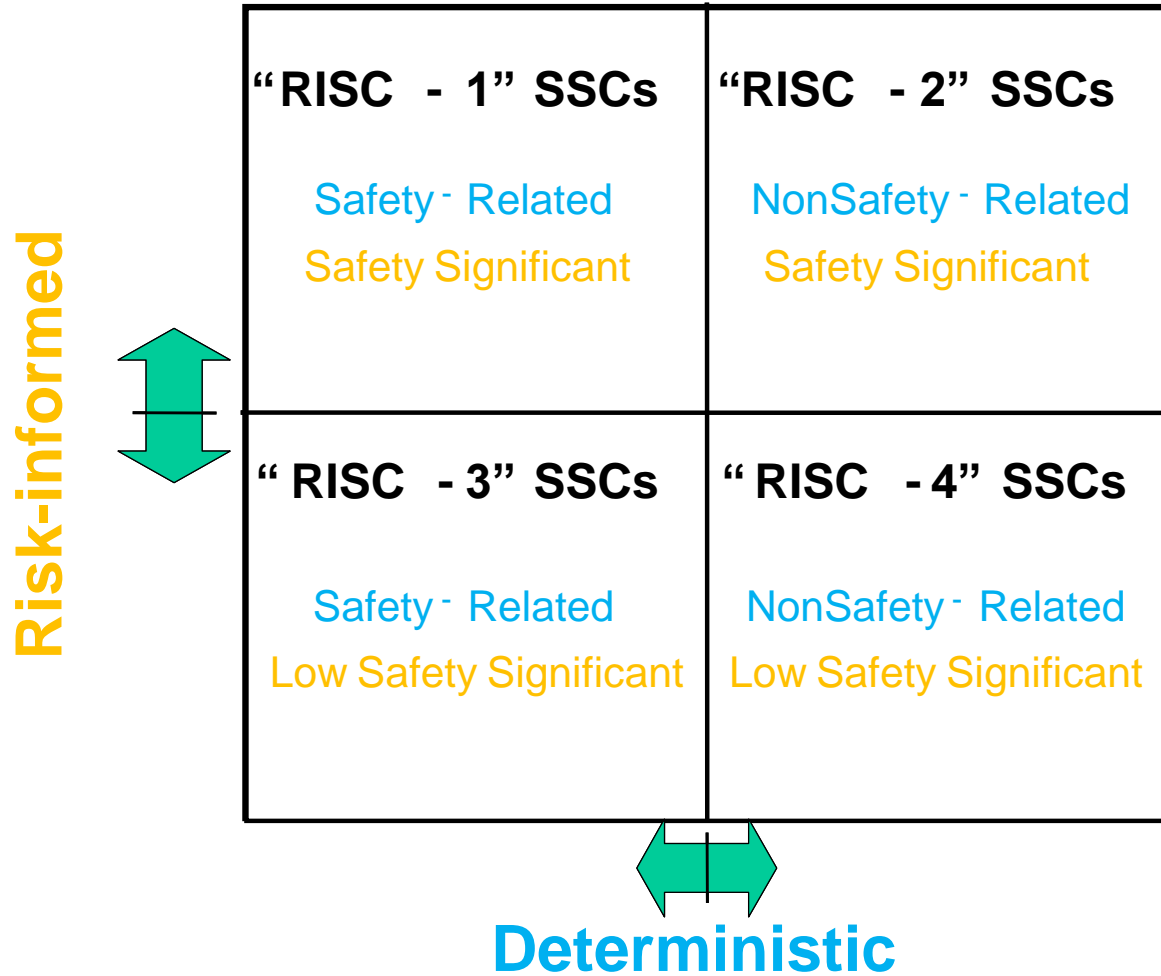 “RISC - 1” SSCs
“RISC - 2” SSCs
Safety - Related
Safety Significant
NonSafety - Related
Safety Significant
Risk-informed
“ RISC - 3” SSCs
“ RISC - 4” SSCs
Safety - Related
Low Safety Significant
NonSafety - Related
Low Safety Significant
Deterministic